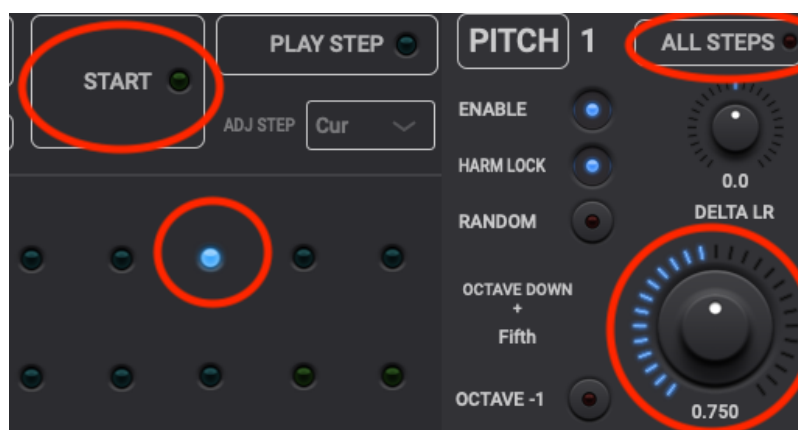 START
PLAY STEP
ADJ STEP Cur
PITCH 1
ALL STEPS
ENABLE
HARM LOCK
RANDOM
OCTAVE DOWN
+
Fifth
OCTAVE -1
0.0
DELTA LR
0.750